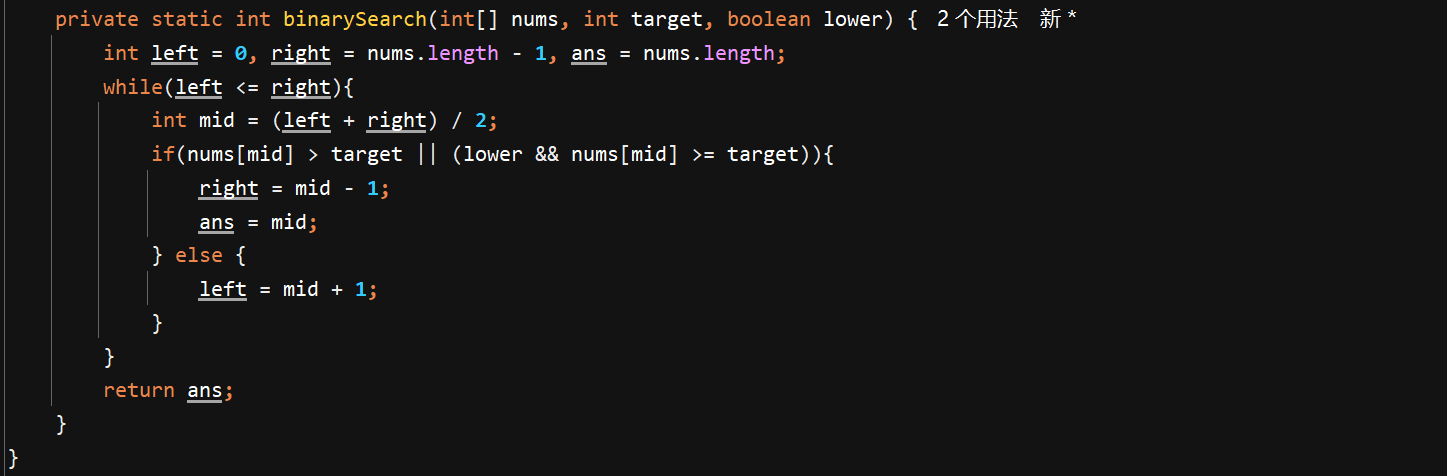 private static int binarySearch(int[] nums, int target, boolean lower) { 2 个用法 新 *
int left = 0, right = nums.length - 1, ans = nums.length;
while(left <= right){
int mid = (left + right) / 2;
if(nums[mid] > target || (lower && nums[mid] >= target)){
right = mid - 1;
ans = mid;
} else {
left = mid + 1;
}
}
return ans;
}
}